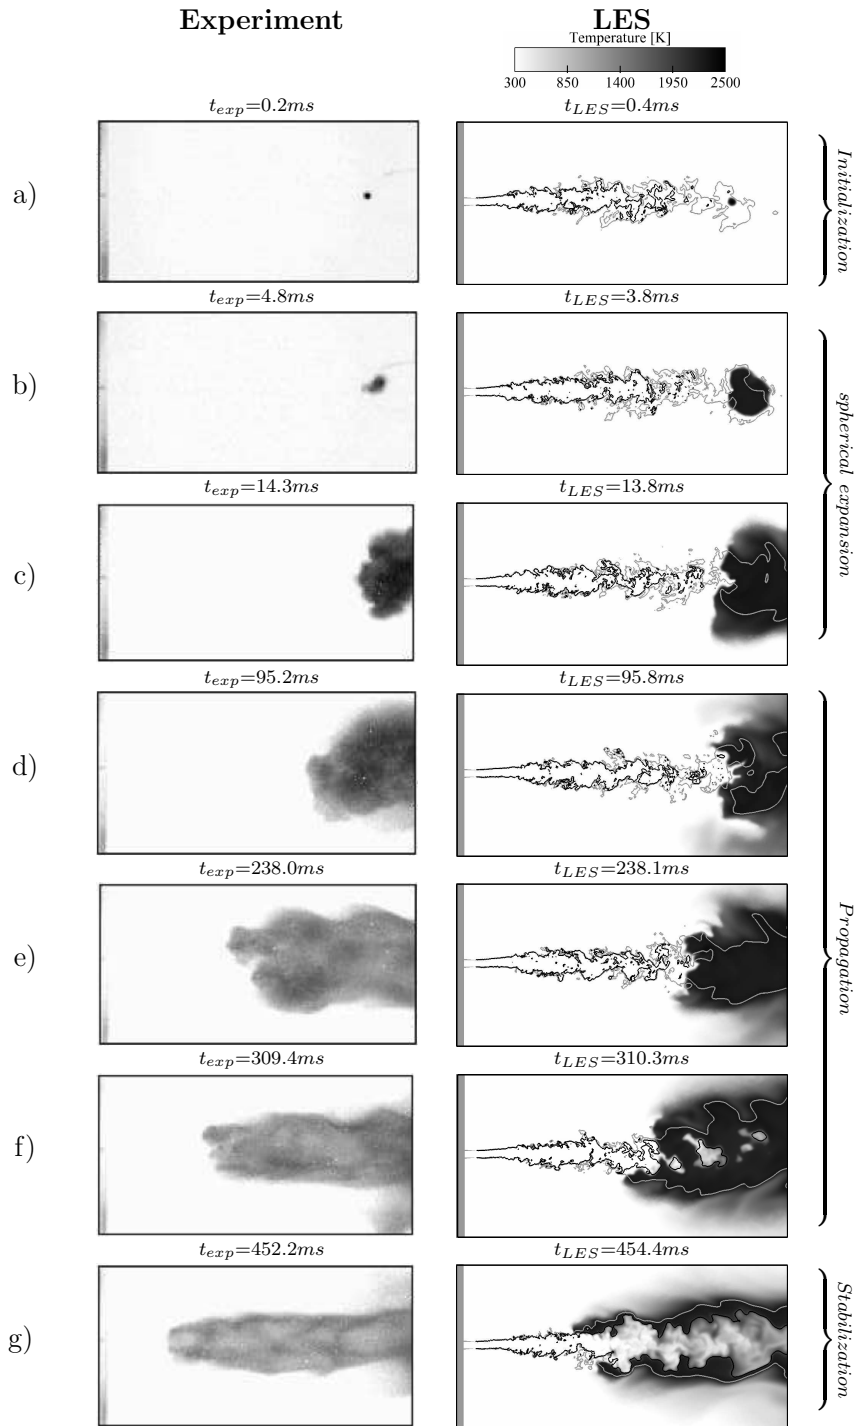 Experiment LES
Temperature [K]
300 850 1400 1950 2500
t_exp=0.2ms t_LES=0.4ms
a) Initialization
t_exp=4.8ms t_LES=3.8ms
b)
t_exp=14.3ms t_LES=13.8ms
spherical expansion
c)
t_exp=95.2ms t_LES=95.8ms
d)
t_exp=238.0ms t_LES=238.1ms
e) Propagation
t_exp=309.4ms t_LES=310.3ms
f)
t_exp=452.2ms t_LES=454.4ms
g) Stabilization